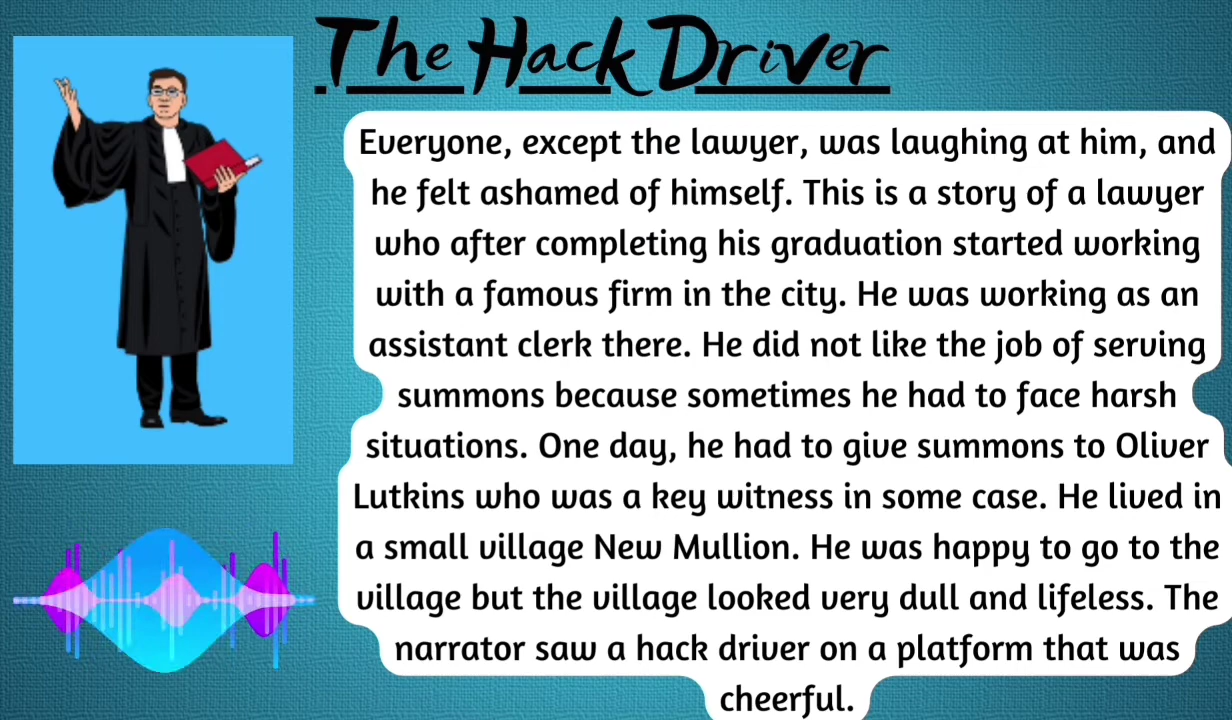 The Hack Driver
Everyone, except the lawyer, was laughing at him, and
he felt ashamed of himself. This is a story of a lawyer
who after completing his graduation started working
with a famous firm in the city. He was working as an
assistant clerk there. He did not like the job of serving
summons because sometimes he had to face harsh
situations. One day, he had to give summons to Oliver
Lutkins who was a key witness in some case. He lived in
a small village New Mullion. He was happy to go to the
village but the village looked very dull and lifeless. The
narrator saw a hack driver on a platform that was
cheerful.